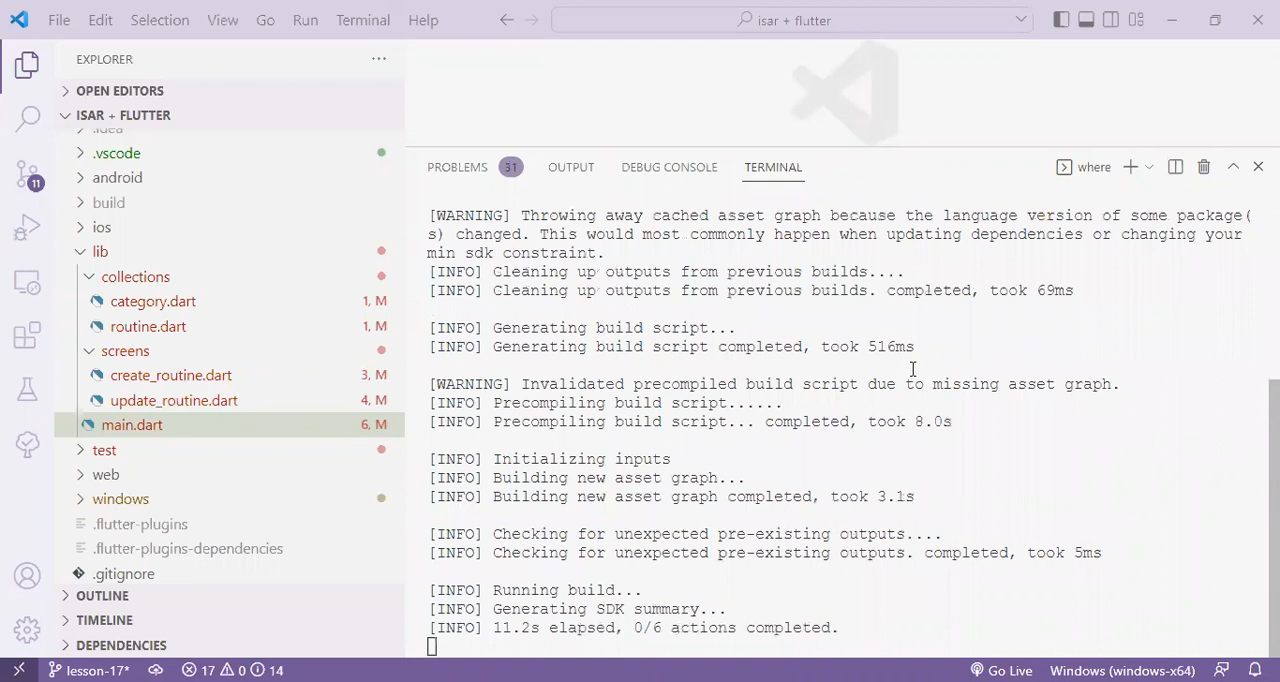 File Edit Selection View Go Run Terminal Help
isar + flutter
EXPLORER
OPEN EDITORS
ISAR + FLUTTER
.idea
.vscode
android
build
ios
lib
collections
category.dart 1, M
routine.dart 1, M
screens
create_routine.dart 3, M
update_routine.dart 4, M
main.dart 6, M
test
web
windows
.flutter-plugins
.flutter-plugins-dependencies
.gitignore
OUTLINE
TIMELINE
DEPENDENCIES
11
PROBLEMS 31 OUTPUT DEBUG CONSOLE TERMINAL
where
[WARNING] Throwing away cached asset graph because the language version of some package(
s) changed. This would most commonly happen when updating dependencies or changing your
min sdk constraint.
[INFO] Cleaning up outputs from previous builds....
[INFO] Cleaning up outputs from previous builds. completed, took 69ms
[INFO] Generating build script...
[INFO] Generating build script completed, took 516ms
[WARNING] Invalidated precompiled build script due to missing asset graph.
[INFO] Precompiling build script......
[INFO] Precompiling build script... completed, took 8.0s
[INFO] Initializing inputs
[INFO] Building new asset graph...
[INFO] Building new asset graph completed, took 3.1s
[INFO] Checking for unexpected pre-existing outputs....
[INFO] Checking for unexpected pre-existing outputs. completed, took 5ms
[INFO] Running build...
[INFO] Generating SDK summary...
[INFO] 11.2s elapsed, 0/6 actions completed.
lesson-17* 17 0 14 Go Live Windows (windows-x64)